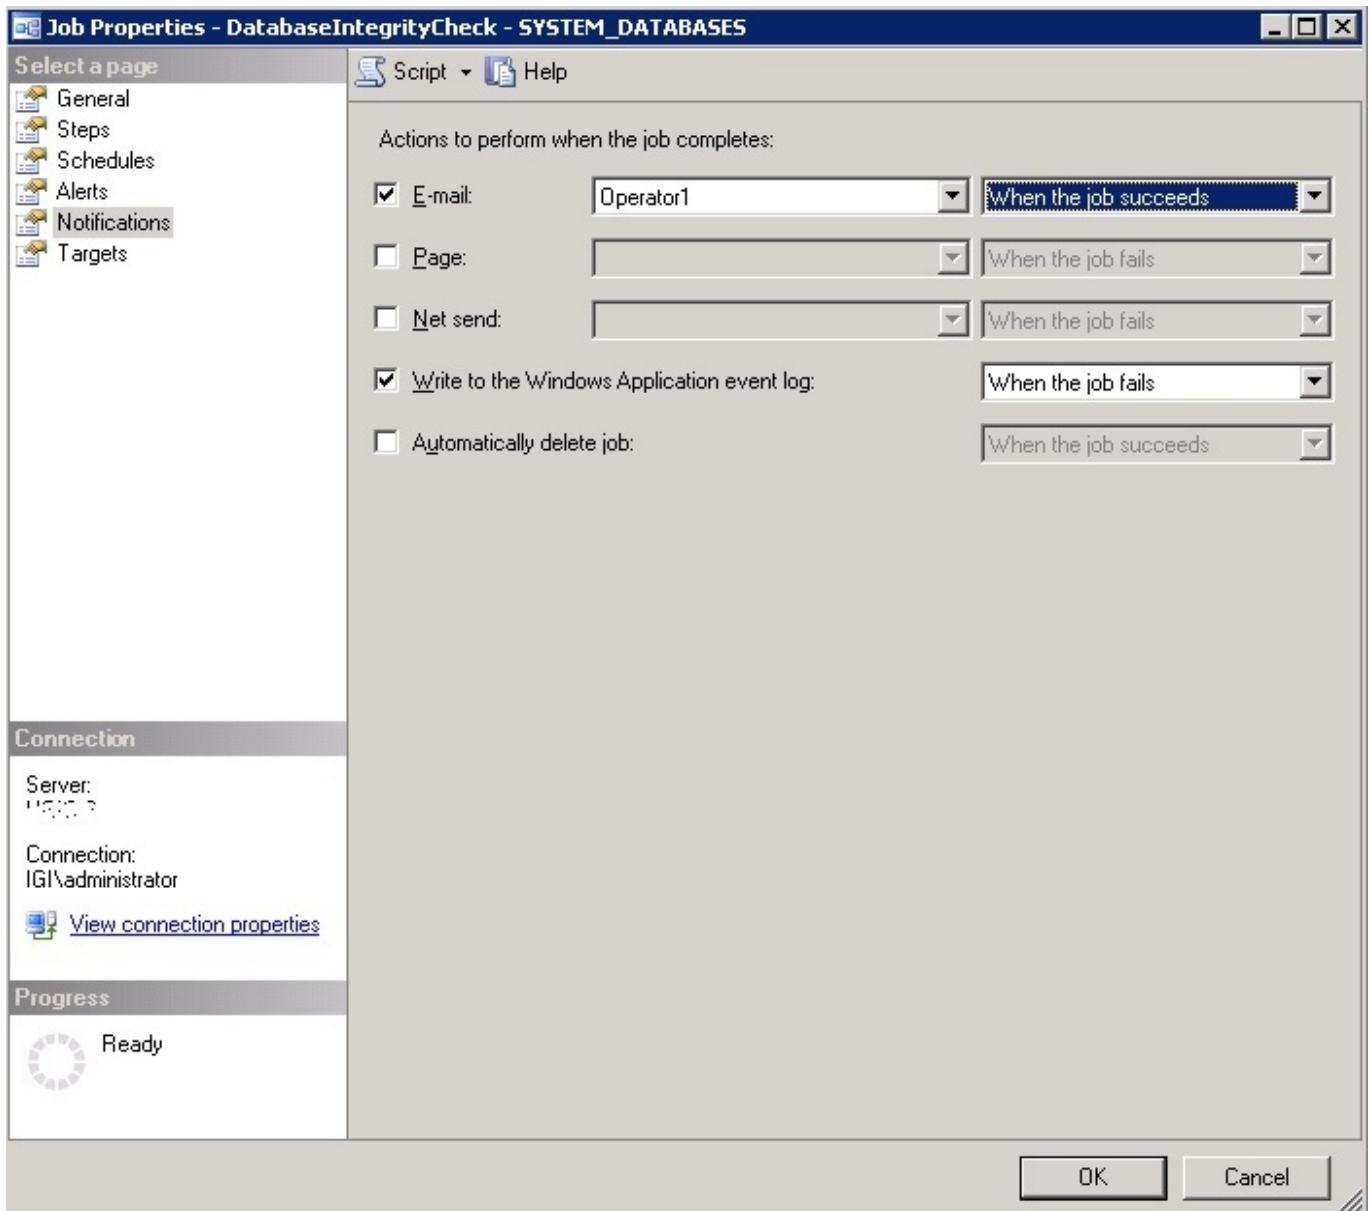 Job Properties - DatabaseIntegrityCheck - SYSTEM_DATABASES
Select a page
General
Steps
Schedules
Alerts
Notifications
Targets
Script Help
Actions to perform when the job completes:
E-mail: Operator1 When the job succeeds
Page: When the job fails
Net send: When the job fails
Write to the Windows Application event log: When the job fails
Automatically delete job: When the job succeeds
Connection
Server:
Connection:
IGI\administrator
View connection properties
Progress
Ready
OK Cancel